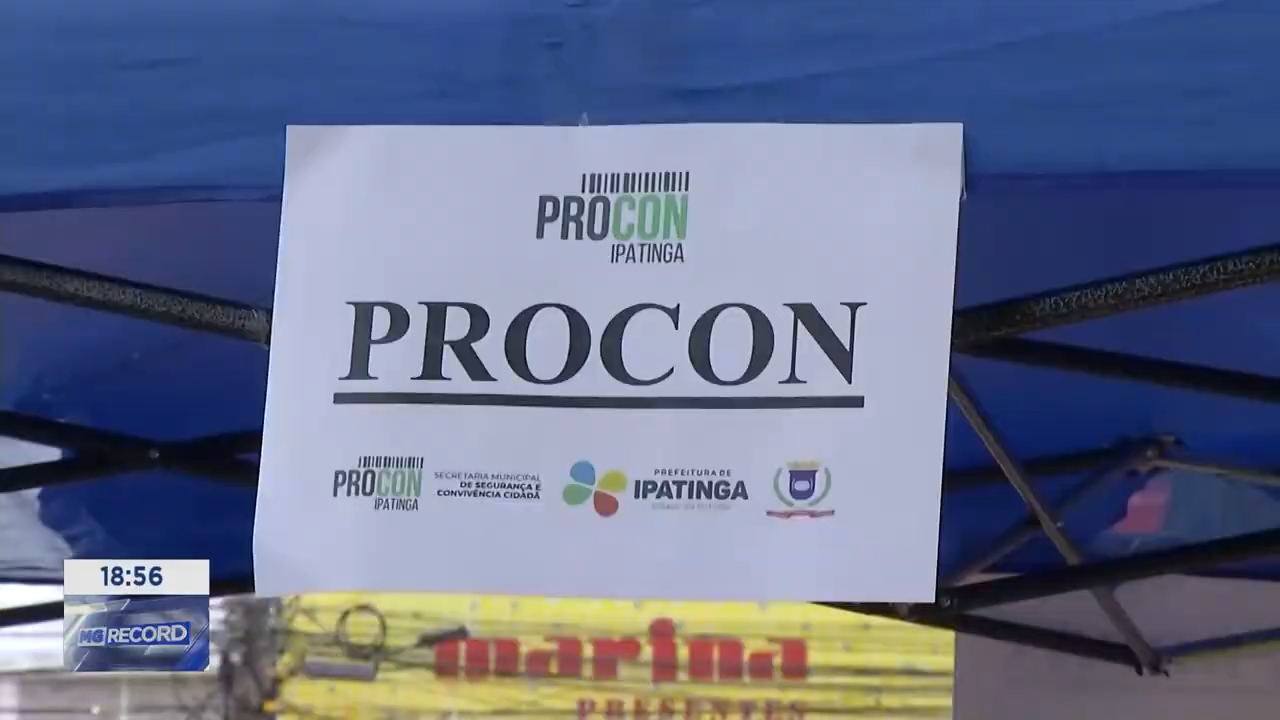 PROCON
IPATINGA
PROCON
PROCON
IPATINGA
SECRETARIA MUNICIPAL
DE SEGURANÇA E
CONVIVÊNCIA CIDADÃ
PREFEITURA DE
IPATINGA
18:56
MG RECORD
marina
PRESENTES